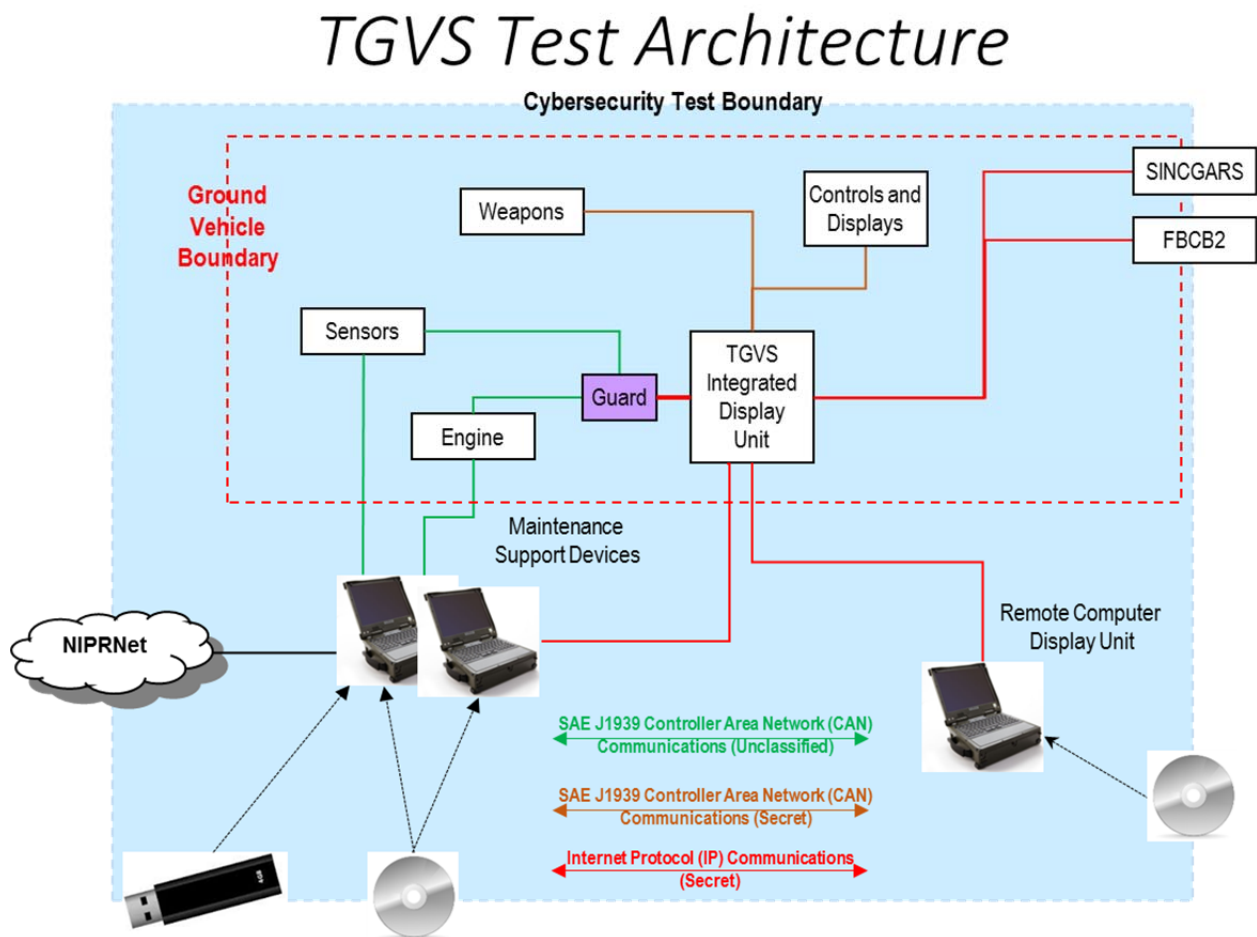 TGVS Test Architecture
Cybersecurity Test Boundary
Ground
Vehicle
Boundary
Weapons
Controls and
Displays
SINCGARS
FBCB2
Sensors
TGVS
Integrated
Display
Unit
Guard
Engine
Maintenance
Support Devices
NIPRNet
Remote Computer
Display Unit
SAE J1939 Controller Area Network (CAN)
Communications (Unclassified)
SAE J1939 Controller Area Network (CAN)
Communications (Secret)
Internet Protocol (IP) Communications
(Secret)
4GB